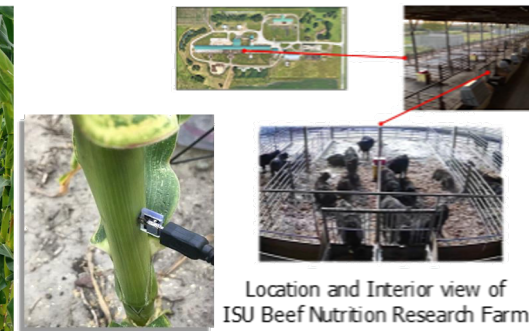 Location and Interior view of
ISU Beef Nutrition Research Farm